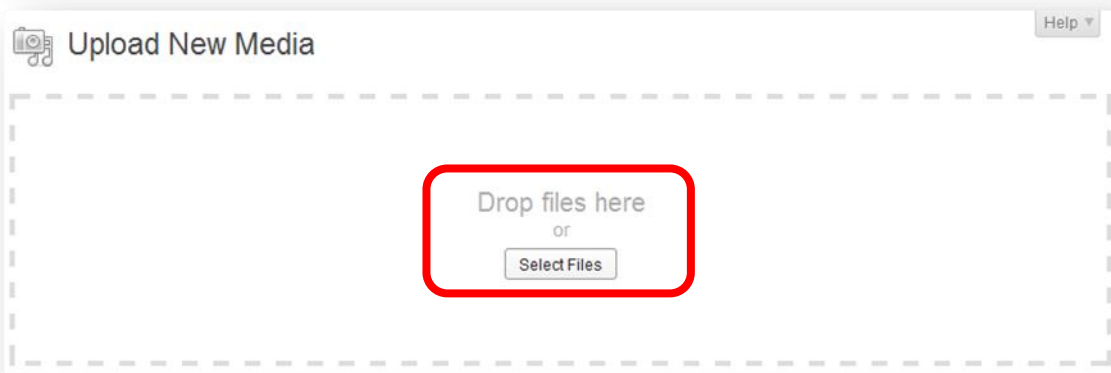 Help
Upload New Media
Drop files here
or
Select Files